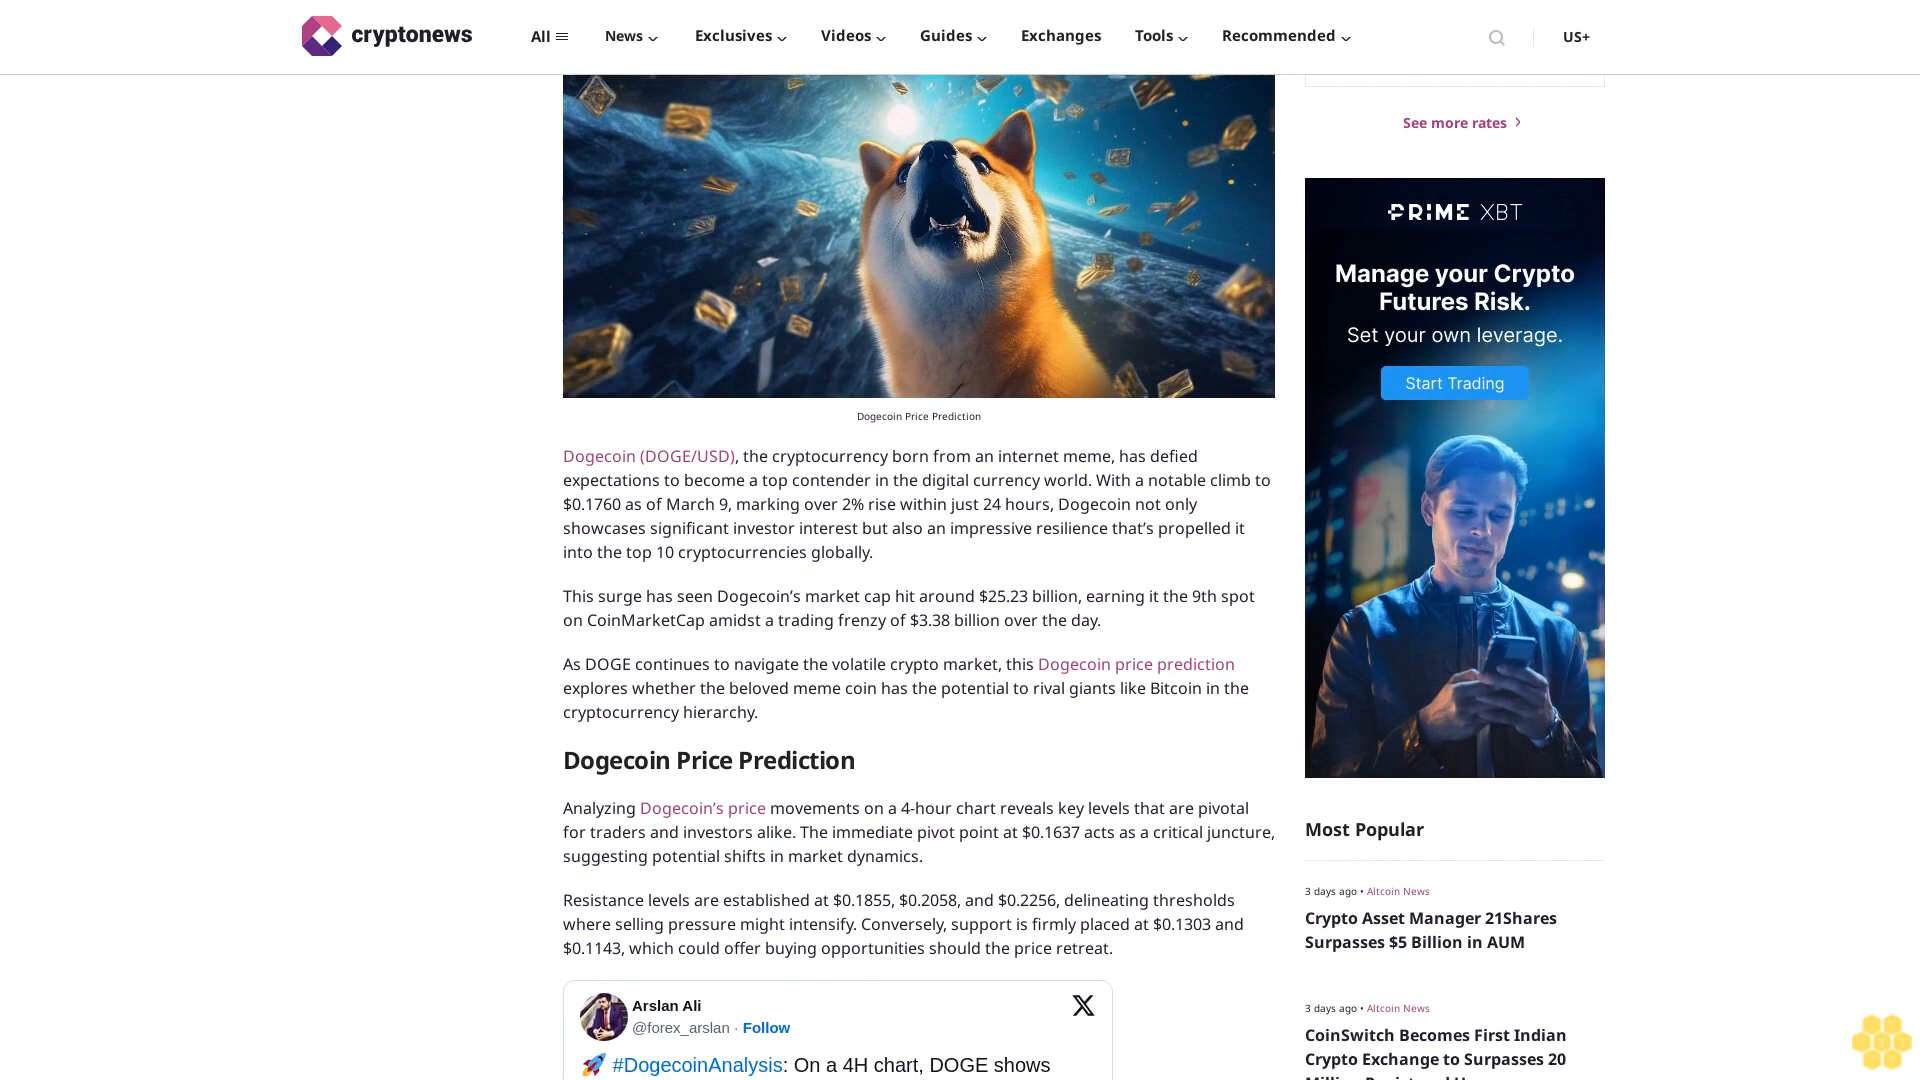 cryptonews
All
News
Exclusives
Videos
Guides
Exchanges
Tools
Recommended
US+
See more rates
PRIME XBT
Manage your Crypto
Futures Risk.
Set your own leverage.
Start Trading
Dogecoin Price Prediction
Dogecoin (DOGE/USD), the cryptocurrency born from an internet meme, has defied
expectations to become a top contender in the digital currency world. With a notable climb to
$0.1760 as of March 9, marking over 2% rise within just 24 hours, Dogecoin not only
showcases significant investor interest but also an impressive resilience that’s propelled it
into the top 10 cryptocurrencies globally.
This surge has seen Dogecoin’s market cap hit around $25.23 billion, earning it the 9th spot
on CoinMarketCap amidst a trading frenzy of $3.38 billion over the day.
As DOGE continues to navigate the volatile crypto market, this Dogecoin price prediction
explores whether the beloved meme coin has the potential to rival giants like Bitcoin in the
cryptocurrency hierarchy.
Dogecoin Price Prediction
Analyzing Dogecoin’s price movements on a 4-hour chart reveals key levels that are pivotal
for traders and investors alike. The immediate pivot point at $0.1637 acts as a critical juncture,
suggesting potential shifts in market dynamics.
Resistance levels are established at $0.1855, $0.2058, and $0.2256, delineating thresholds
where selling pressure might intensify. Conversely, support is firmly placed at $0.1303 and
$0.1143, which could offer buying opportunities should the price retreat.
Arslan Ali
@forex_arslan · Follow
🚀 #DogecoinAnalysis: On a 4H chart, DOGE shows
Most Popular
3 days ago • Altcoin News
Crypto Asset Manager 21Shares
Surpasses $5 Billion in AUM
3 days ago • Altcoin News
CoinSwitch Becomes First Indian
Crypto Exchange to Surpasses 20